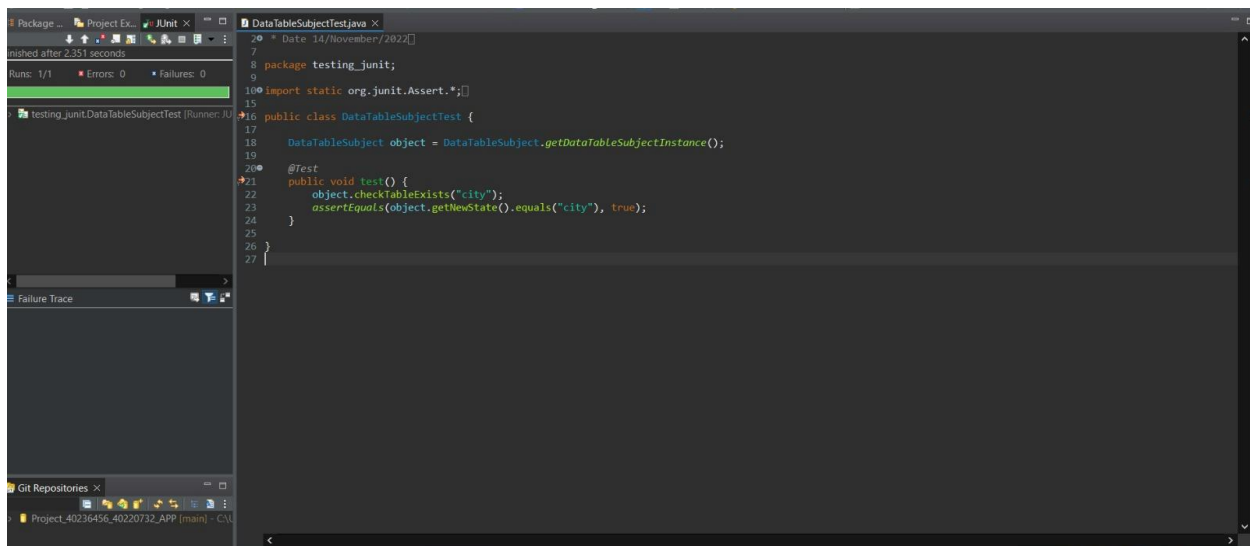 Package ... Project Ex... JUnit DataTableSubjectTest.java
inished after 2.351 seconds
Runs: 1/1 Errors: 0 Failures: 0
testing_junit.DataTableSubjectTest [Runner: JU
2 * Date 14/November/2022
7
8 package testing_junit;
9
10 import static org.junit.Assert.*;
15
16 public class DataTableSubjectTest {
17
18 DataTableSubject object = DataTableSubject.getDataTableSubjectInstance();
19
20 @Test
21 public void test() {
22 object.checkTableExists("city");
23 assertEquals(object.getNewState().equals("city"), true);
24 }
25
26 }
27
Failure Trace
Git Repositories
Project_40236456_40220732_APP [main] - C:\U